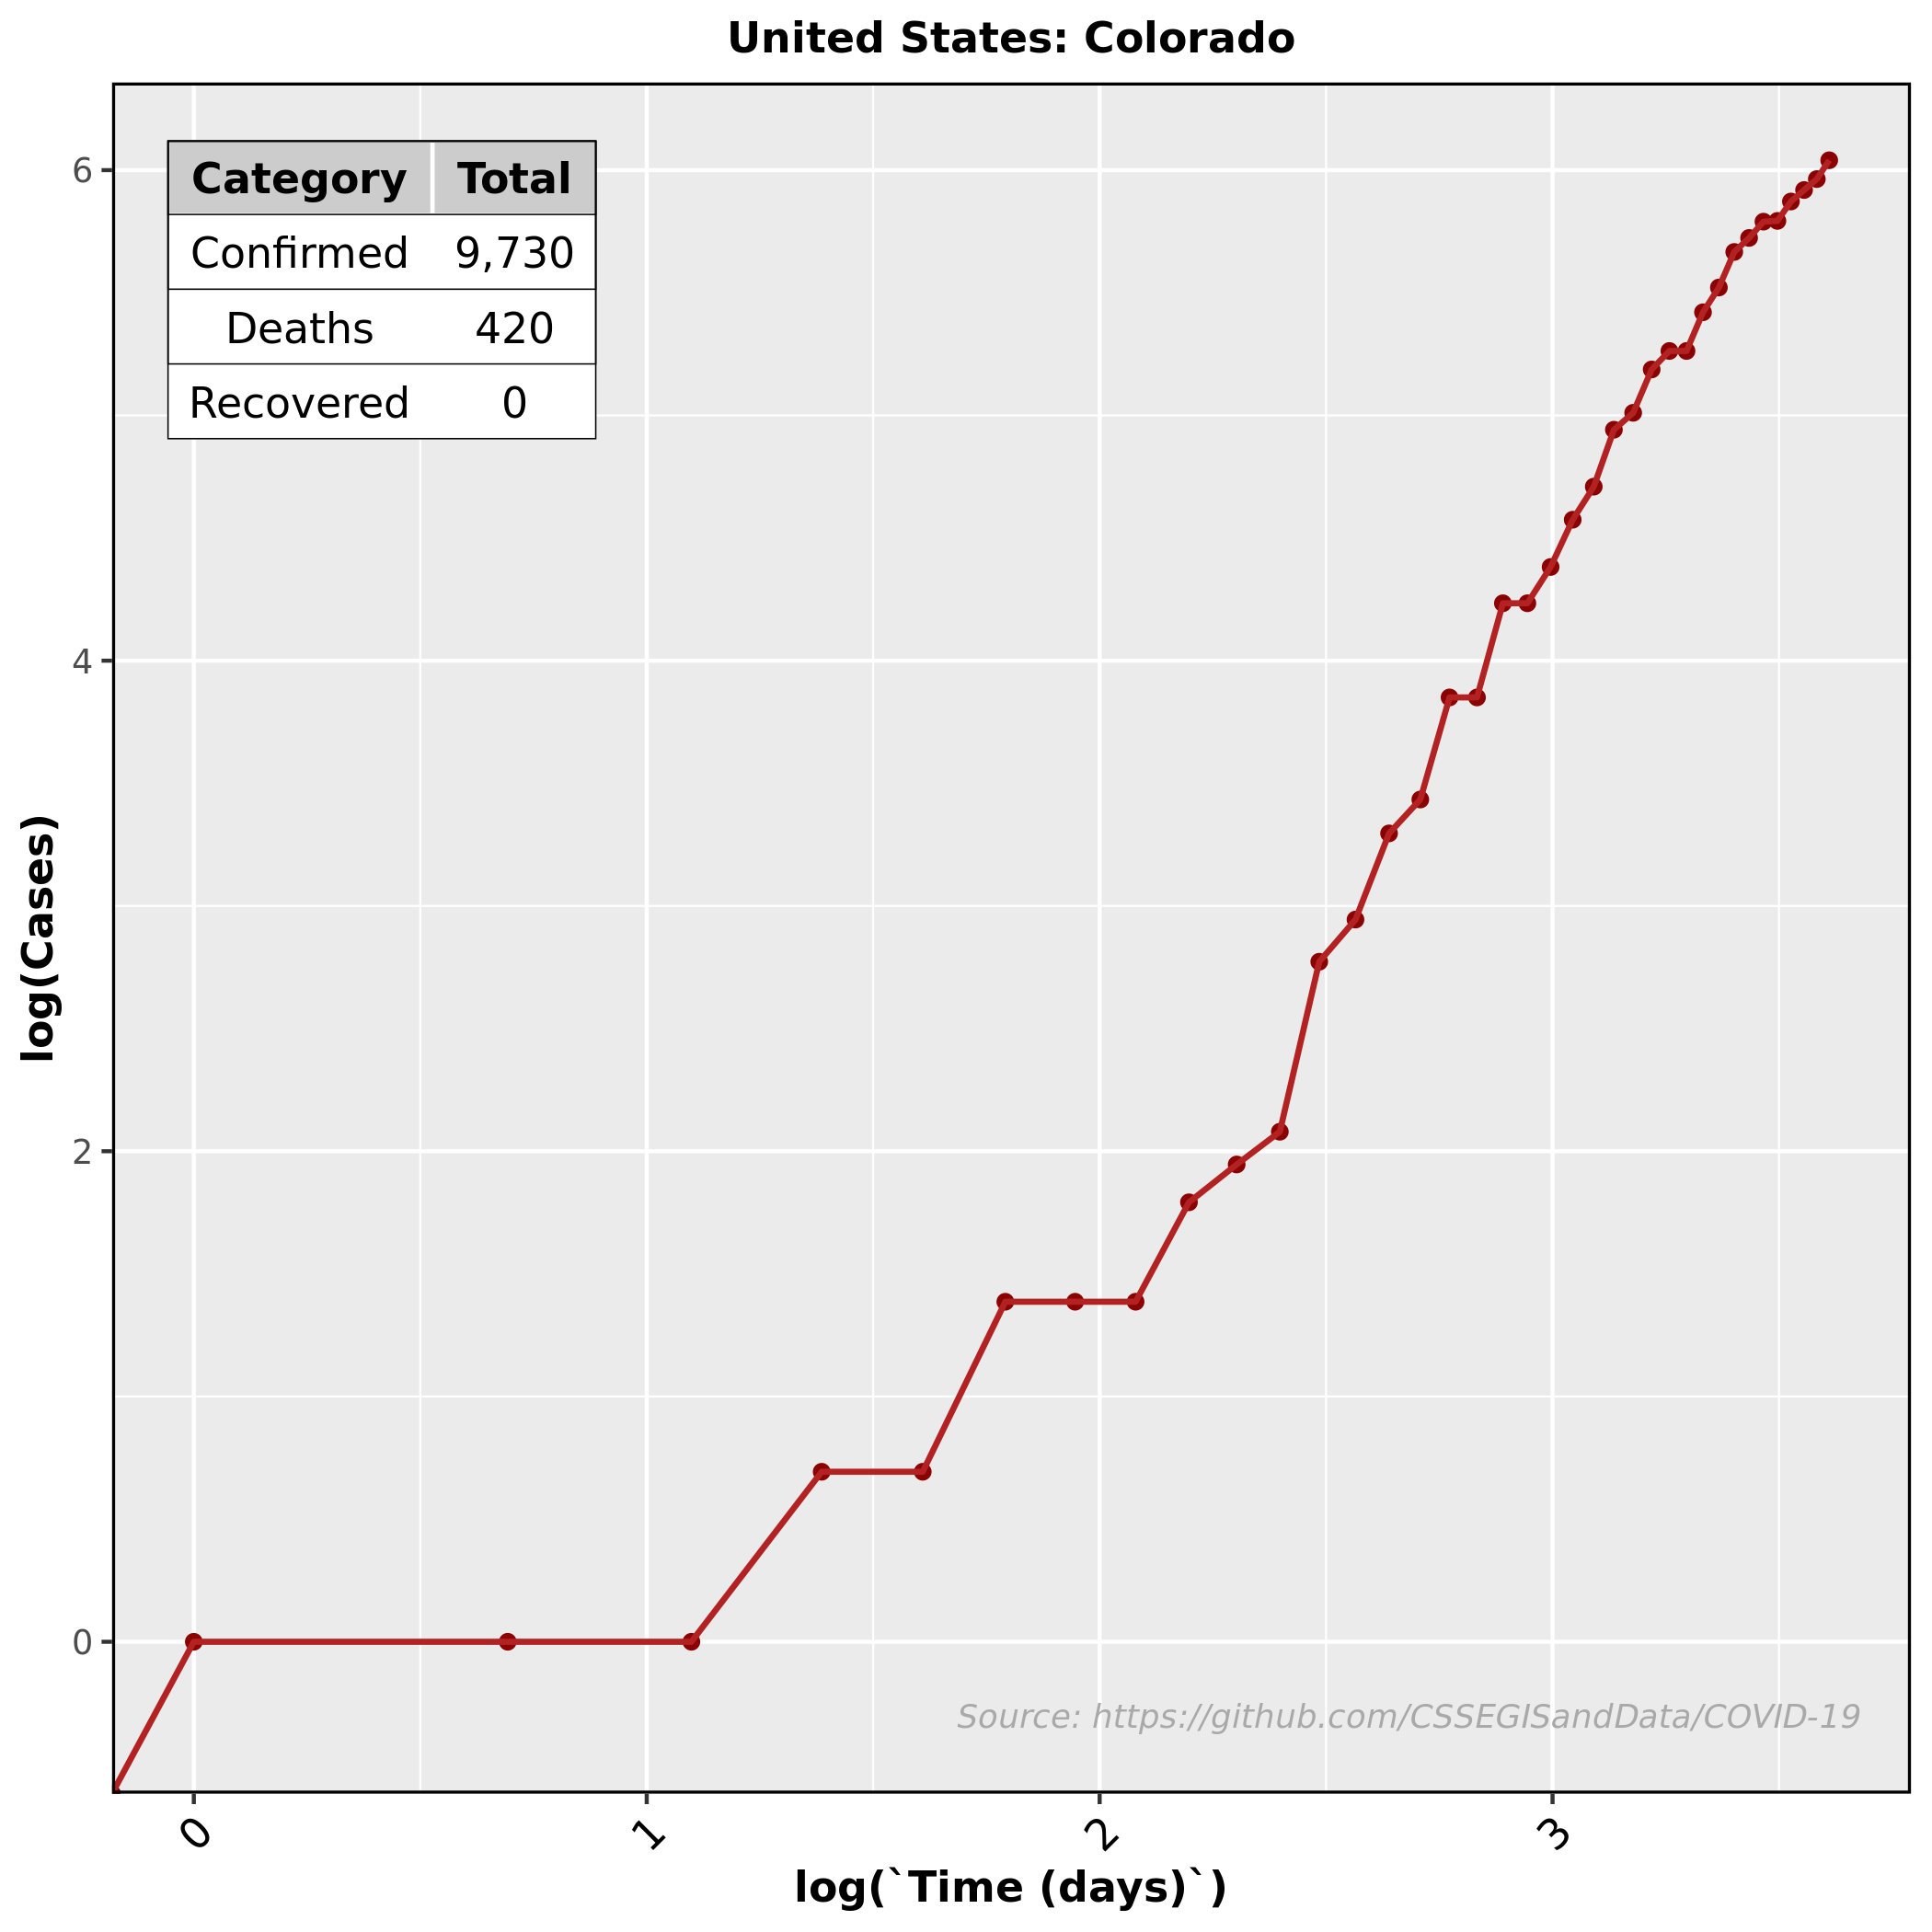 United States: Colorado
Category Total
Confirmed 9,730
Deaths 420
Recovered 0
6
4
2
0
log(Cases)
Source: https://github.com/CSSEGISandData/COVID-19
0 1 2 3
log(`Time (days)`)